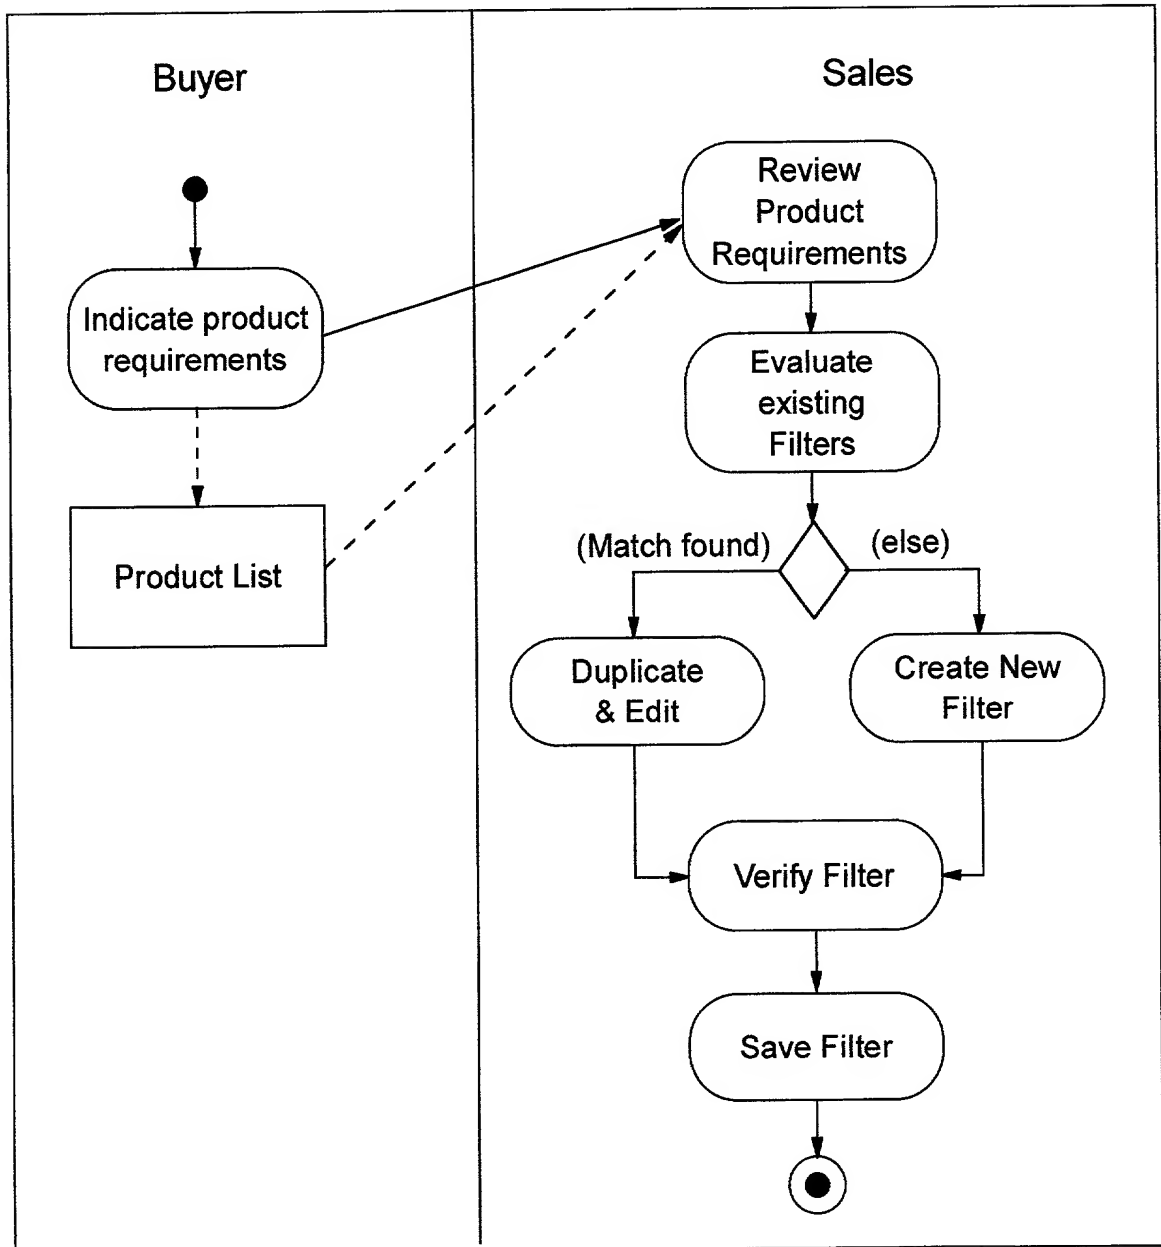 Buyer
Sales
Indicate product
requirements
Product List
Review
Product
Requirements
Evaluate
existing
Filters
(Match found)
(else)
Duplicate
& Edit
Create New
Filter
Verify Filter
Save Filter